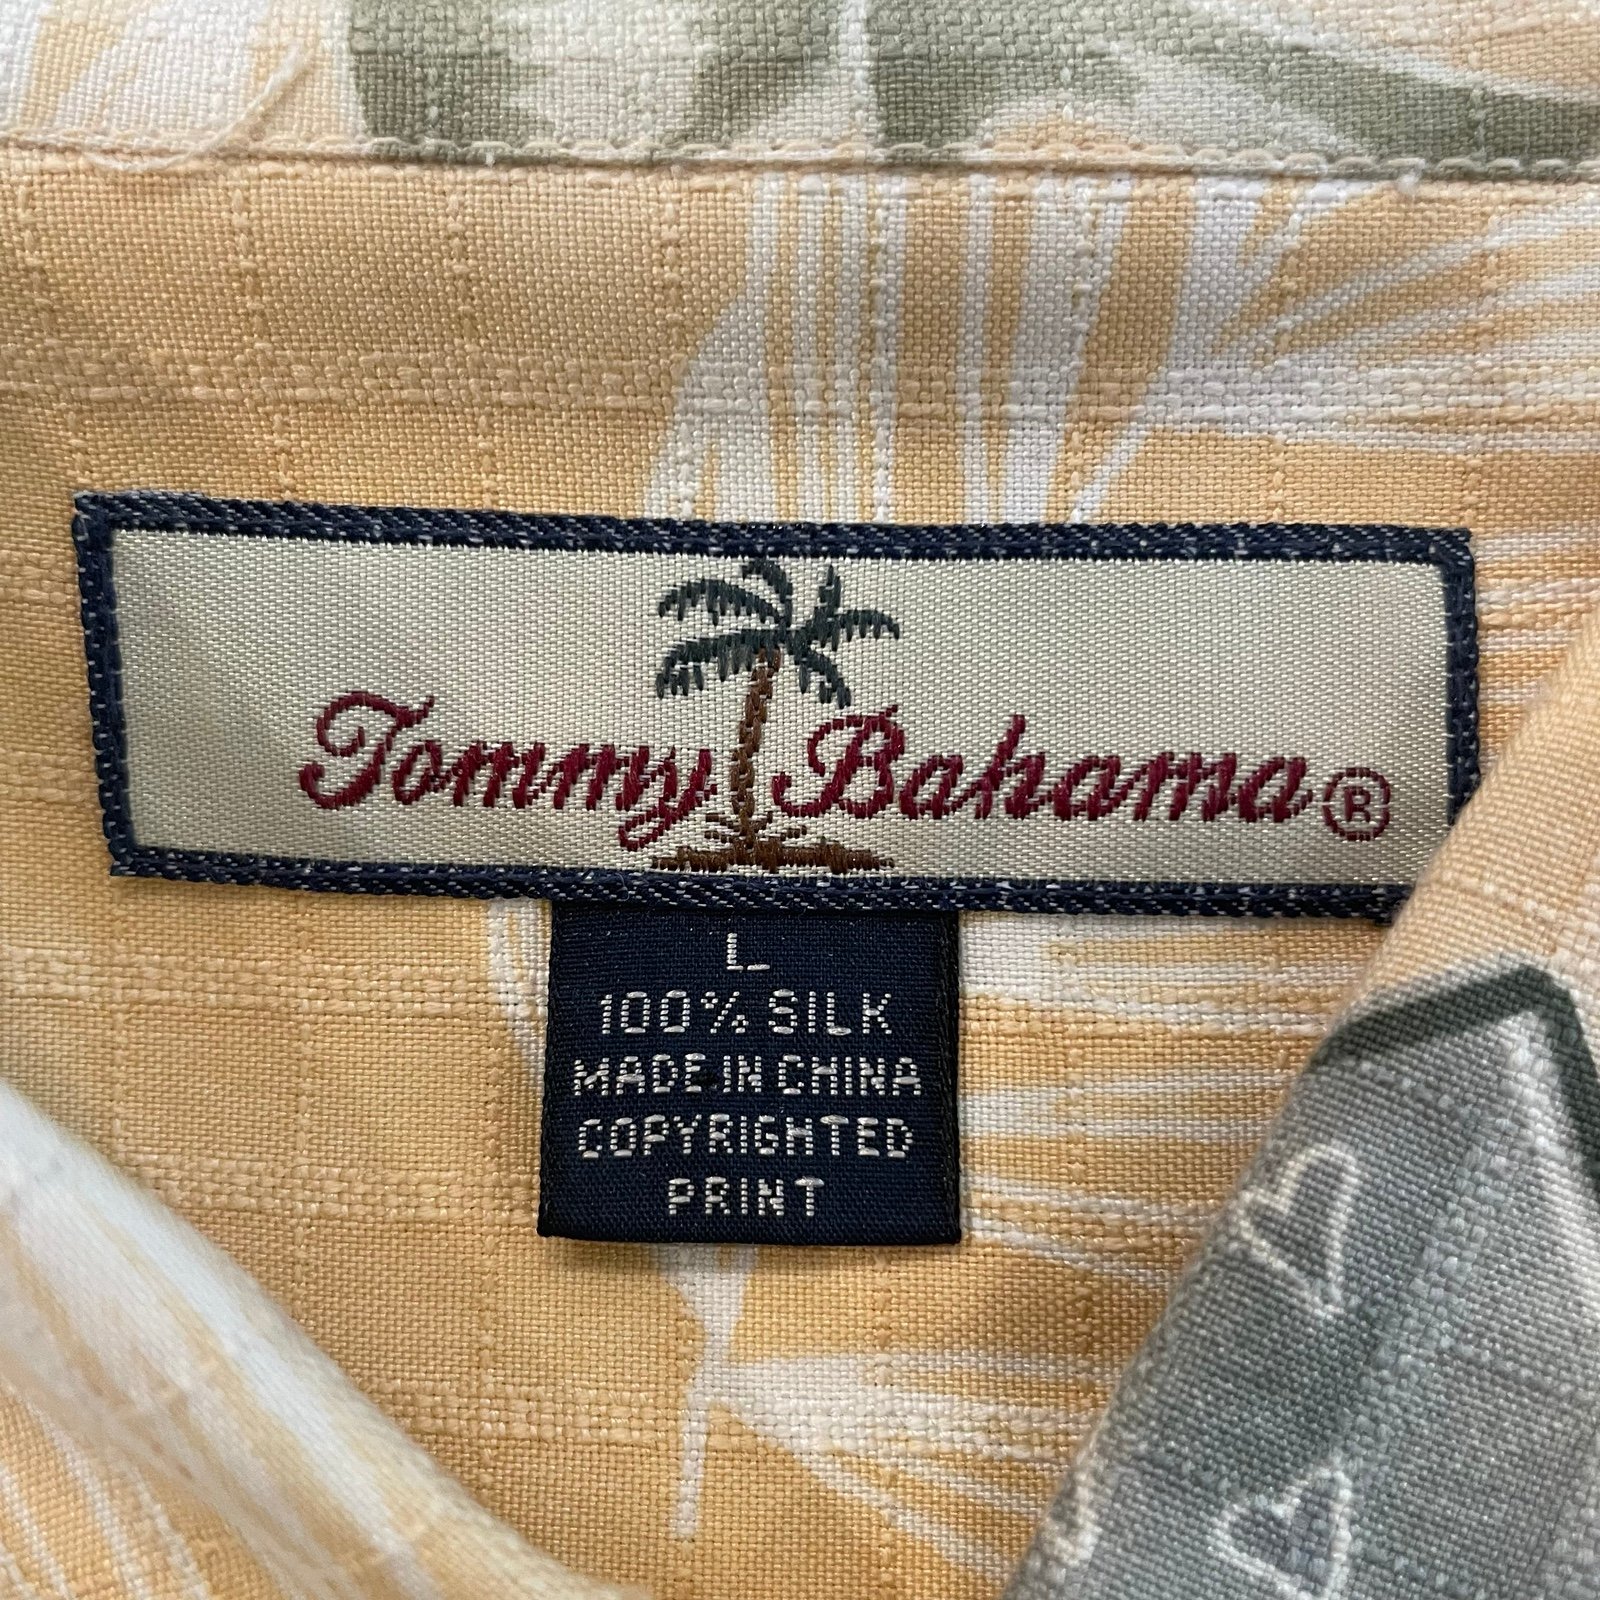 Tommy Bahama®
L
100% SILK
MADE IN CHINA
COPYRIGHTED
PRINT